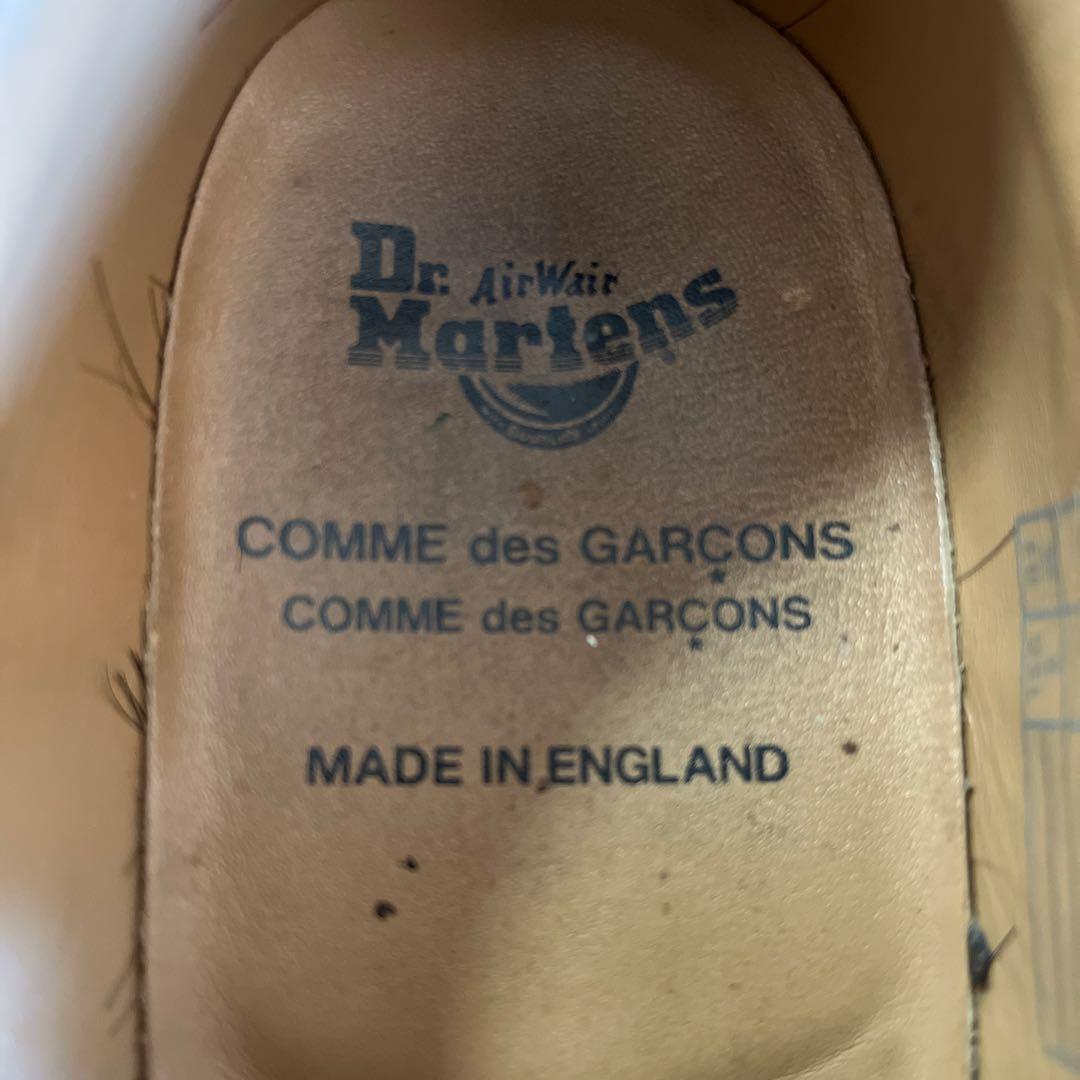 Dr. AirWair
Martens
COMME des GARÇONS
COMME des GARÇONS
MADE IN ENGLAND